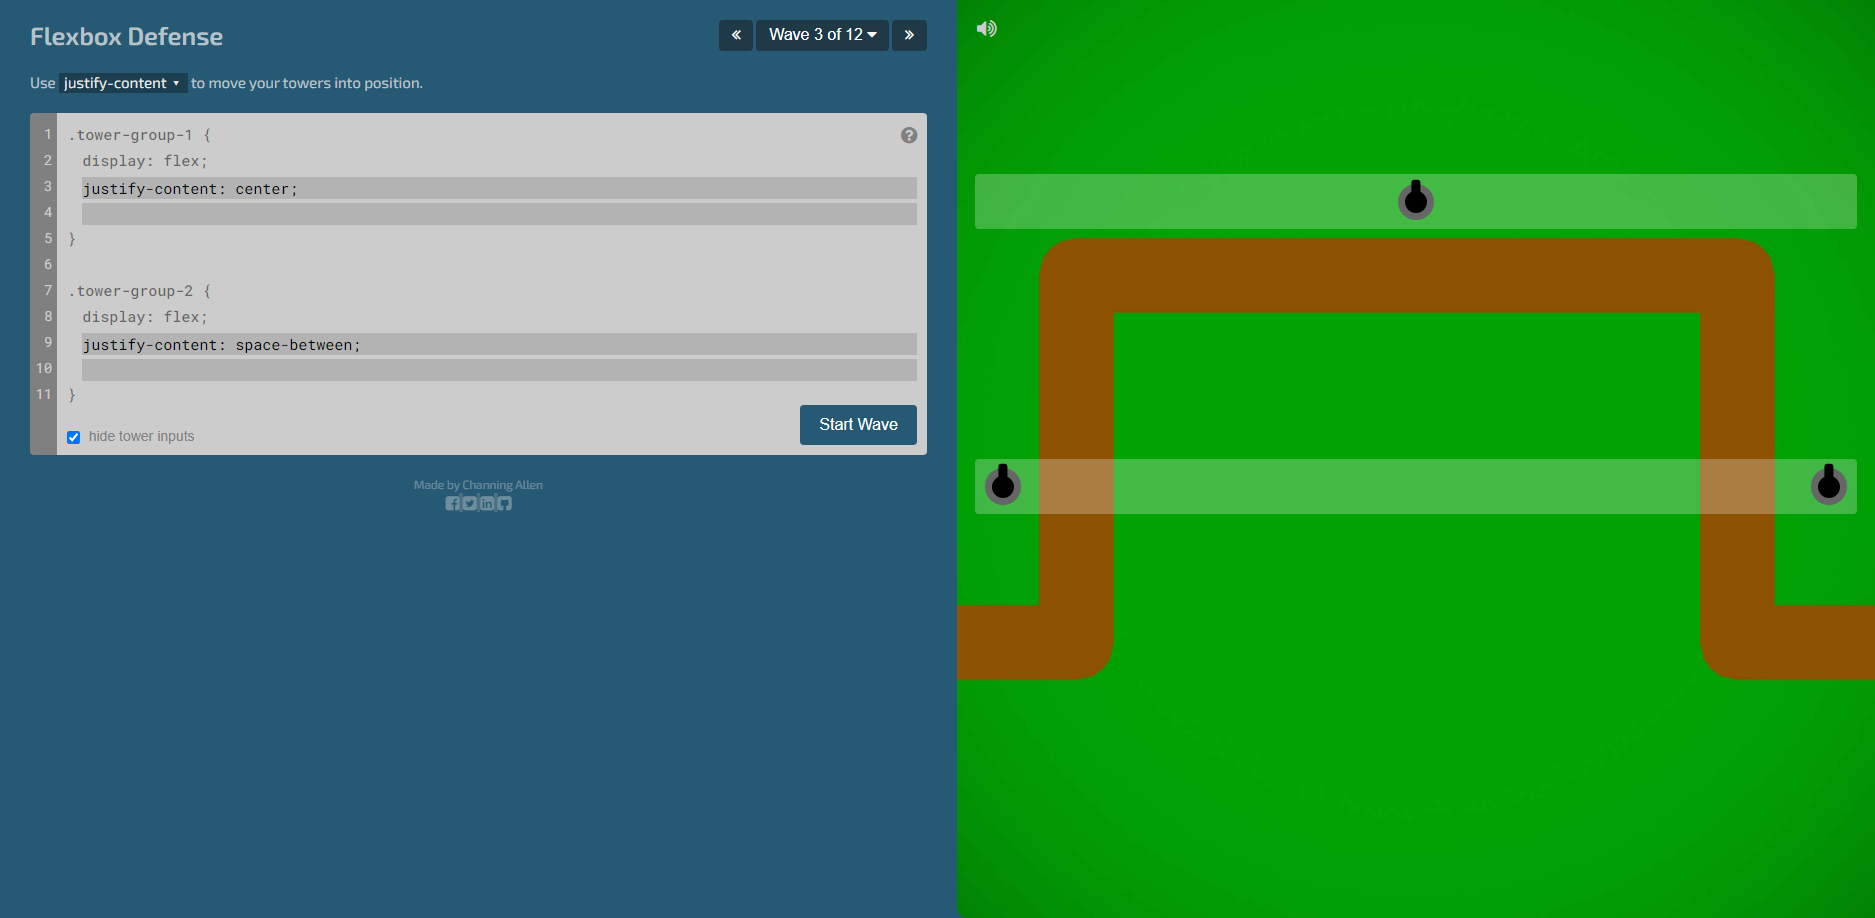 Flexbox Defense
« Wave 3 of 12 »
Use justify-content to move your towers into position.
1 .tower-group-1 {
2 display: flex;
3 justify-content: center;
4
5 }
6
7 .tower-group-2 {
8 display: flex;
9 justify-content: space-between;
10
11 }
hide tower inputs
Start Wave
Made by Channing Allen